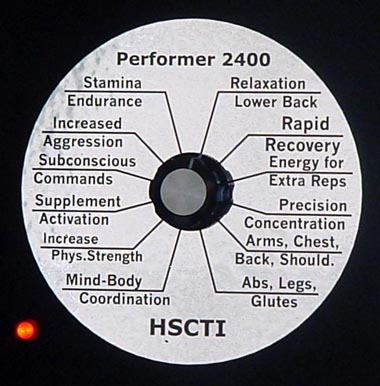 Performer 2400
Stamina
Endurance
Increased
Aggression
Subconscious
Commands
Supplement
Activation
Increase
Phys.Strength
Mind-Body
Coordination
Relaxation
Lower Back
Rapid
Recovery
Energy for
Extra Reps
Precision
Concentration
Arms, Chest,
Back, Should.
Abs, Legs,
Glutes
HSCTI